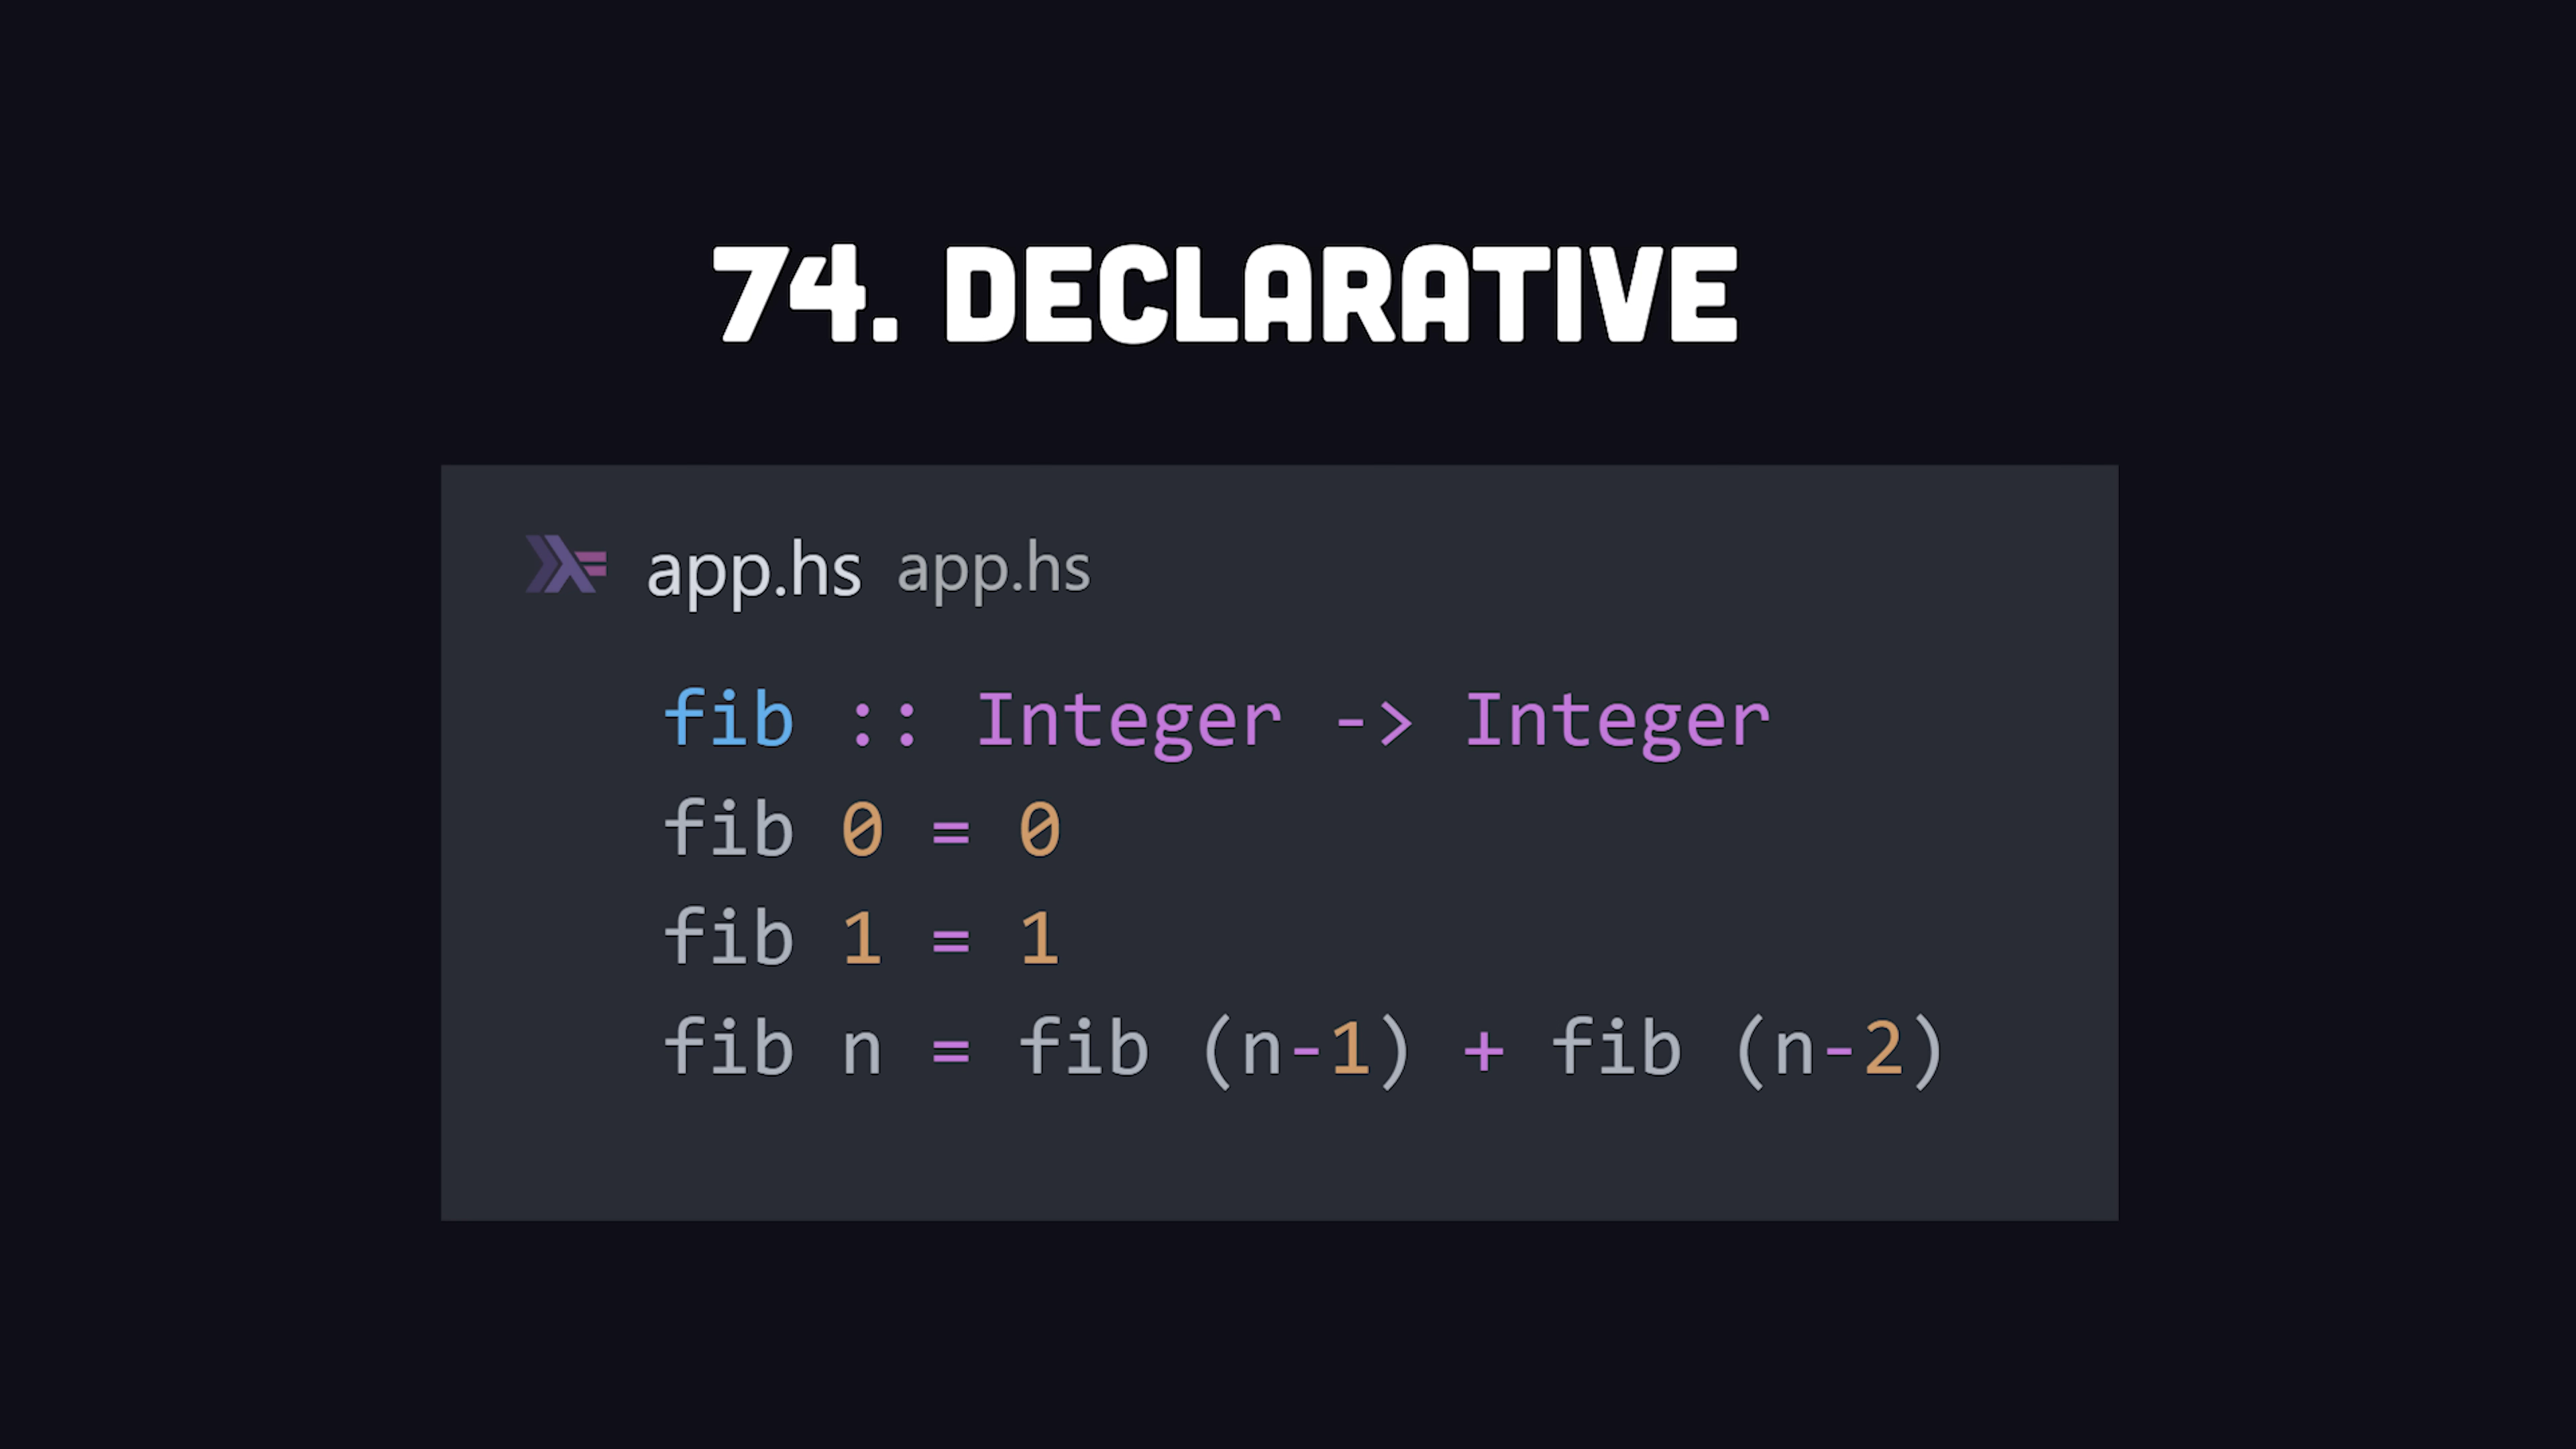 74. DECLARATIVE
app.hs app.hs
fib :: Integer -> Integer
fib 0 = 0
fib 1 = 1
fib n = fib (n-1) + fib (n-2)